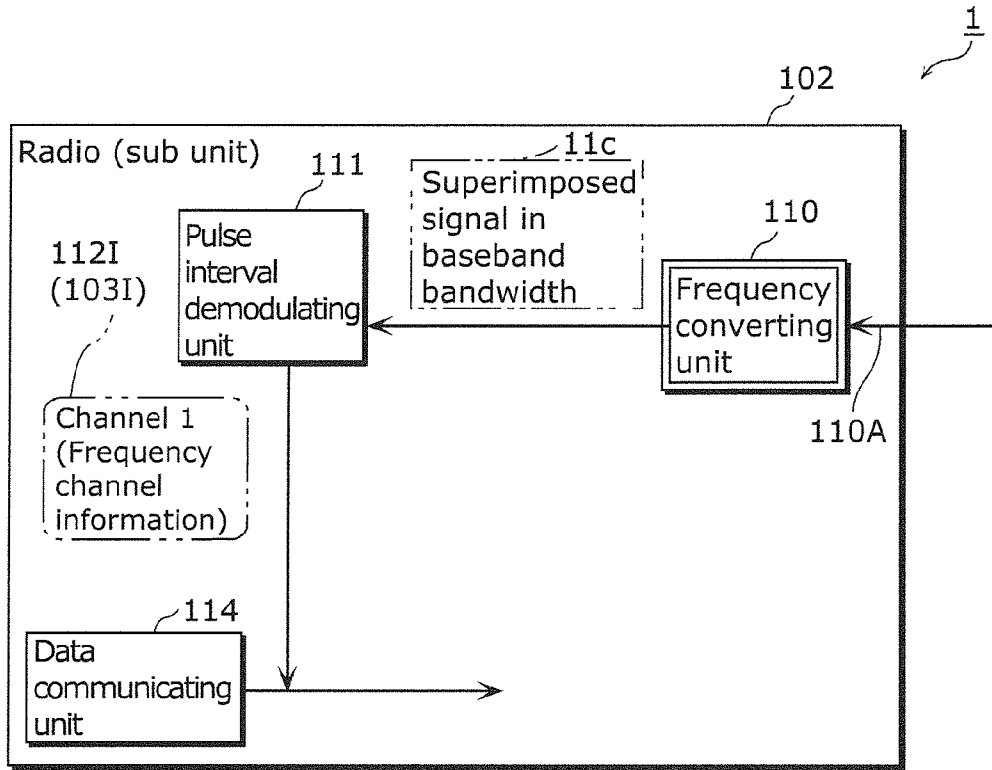 1
102
Radio (sub unit)
111
11c
Superimposed
signal in
baseband
bandwidth
110
Pulse
interval
demodulating
unit
112I
(103I)
Frequency
converting
unit
110A
Channel 1
(Frequency
channel
information)
114
Data
communicating
unit